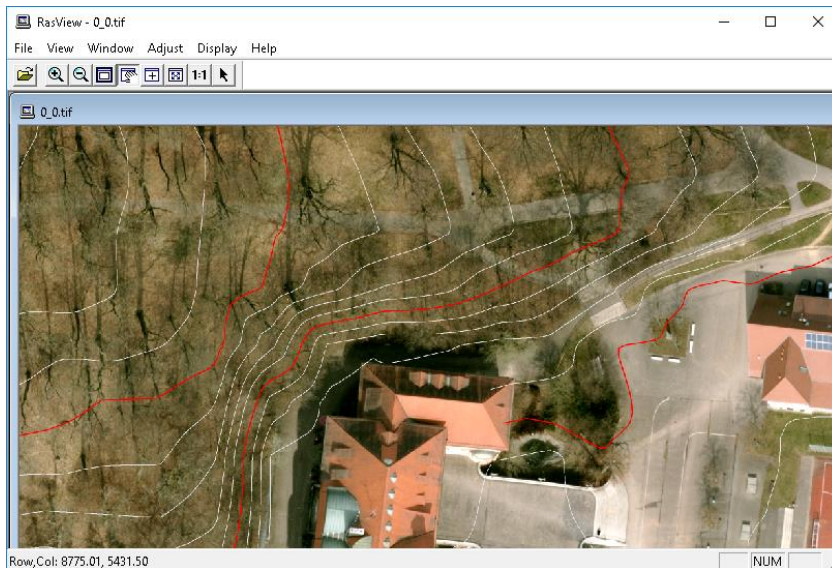 RasView - 0_0.tif
File View Window Adjust Display Help
1:1
0_0.tif
Row,Col: 8775.01, 5431.50
NUM